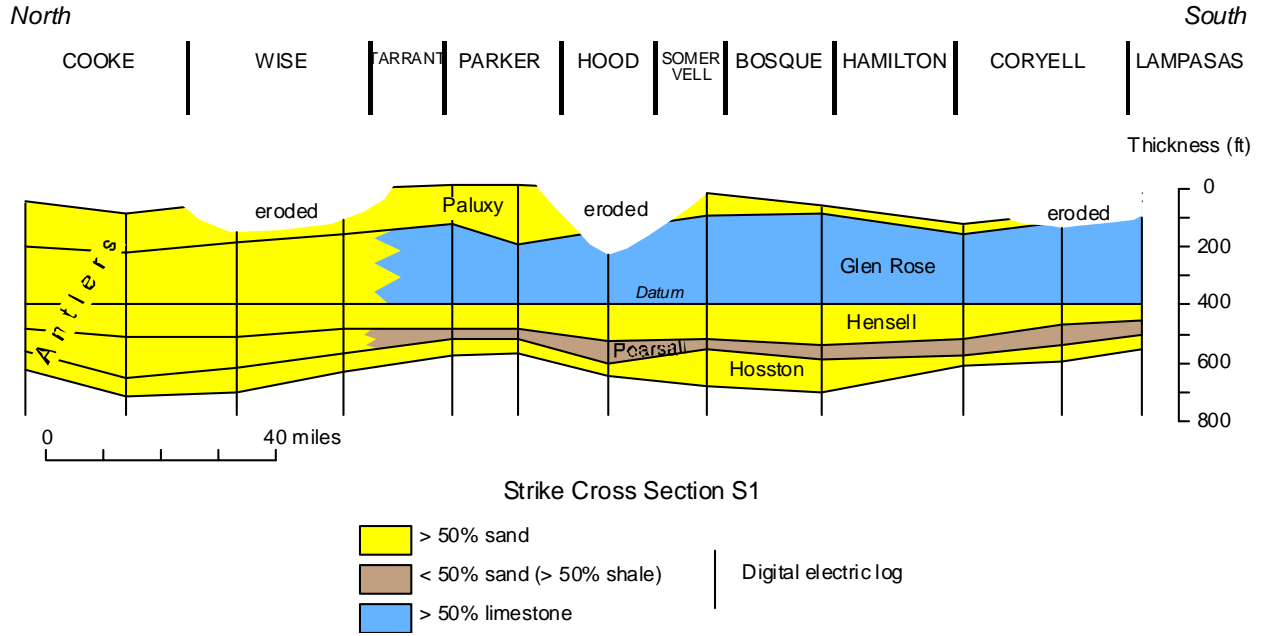 North South
COOKE WISE TARRANT PARKER HOOD SOMER VELL BOSQUE HAMILTON CORYELL LAMPASAS
Thickness (ft)
0
eroded Paluxy eroded eroded
200
Antlers
Glen Rose
Datum
400
Hensell
Pearsall
600
Hosston
800
0 40 miles
Strike Cross Section S1
> 50% sand
< 50% sand (> 50% shale)
Digital electric log
> 50% limestone